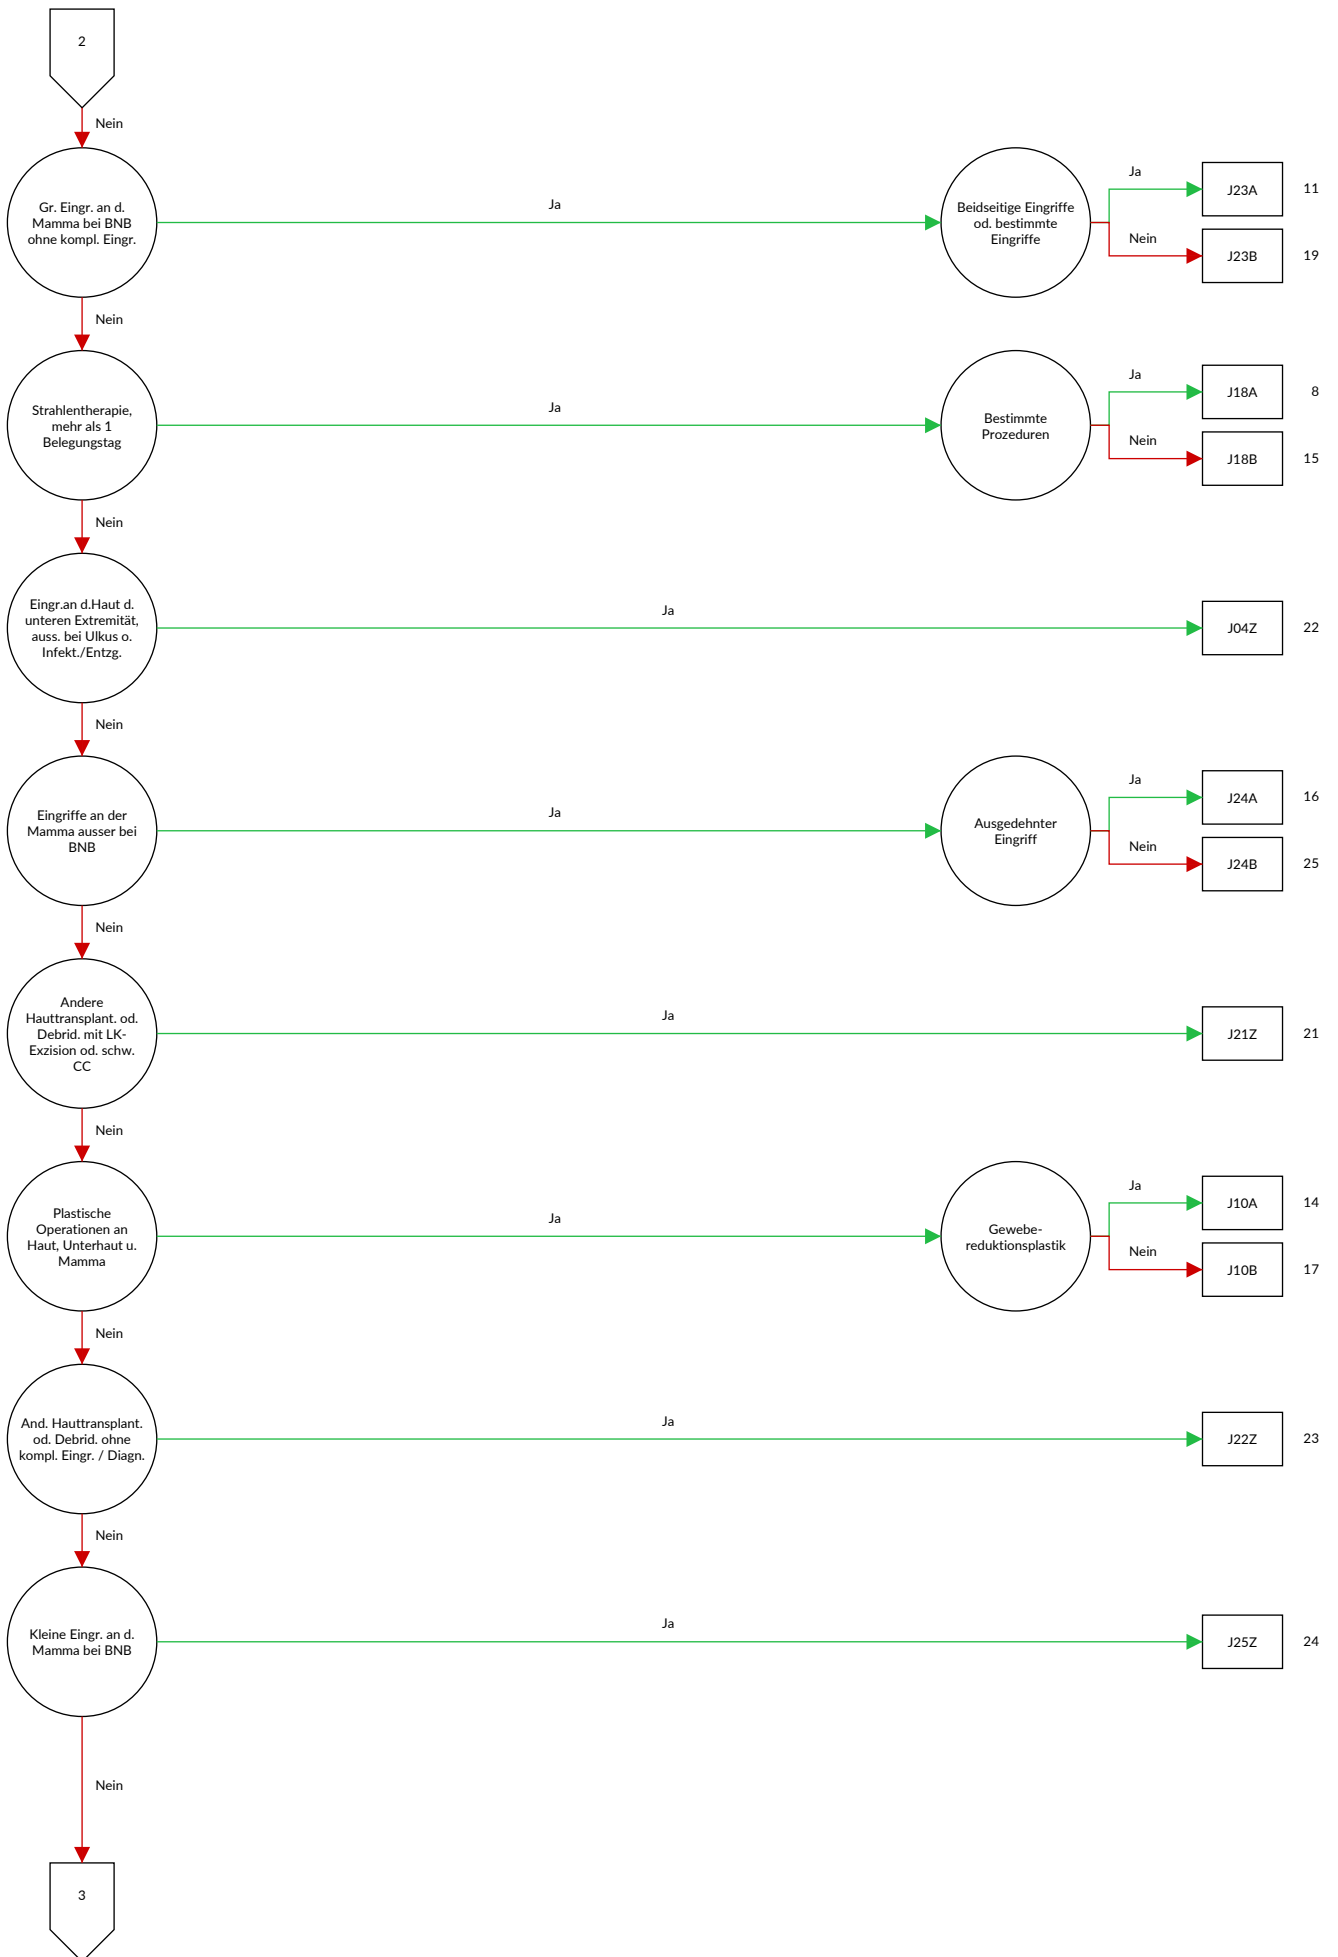 2
Nein
Gr. Eingr. an d.
Mamma bei BNB
ohne kompl. Eingr.
Ja
Beidseitige Eingriffe
od. bestimmte
Eingriffe
Ja
J23A
11
Nein
J23B
19
Nein
Strahlentherapie,
mehr als 1
Belegungstag
Ja
Bestimmte
Prozeduren
Ja
J18A
8
Nein
J18B
15
Nein
Eingr.an d.Haut d.
unteren Extremität,
auss. bei Ulkus o.
Infekt./Entzg.
Ja
J04Z
22
Nein
Eingriffe an der
Mamma ausser bei
BNB
Ja
Ausgedehnter
Eingriff
Ja
J24A
16
Nein
J24B
25
Nein
Andere
Hauttransplant. od.
Debrid. mit LK-
Exzision od. schw.
CC
Ja
J21Z
21
Nein
Plastische
Operationen an
Haut, Unterhaut u.
Mamma
Ja
Gewebe-
reduktionsplastik
Ja
J10A
14
Nein
J10B
17
Nein
And. Hauttransplant.
od. Debrid. ohne
kompl. Eingr. / Diagn.
Ja
J22Z
23
Nein
Kleine Eingr. an d.
Mamma bei BNB
Ja
J25Z
24
Nein
3